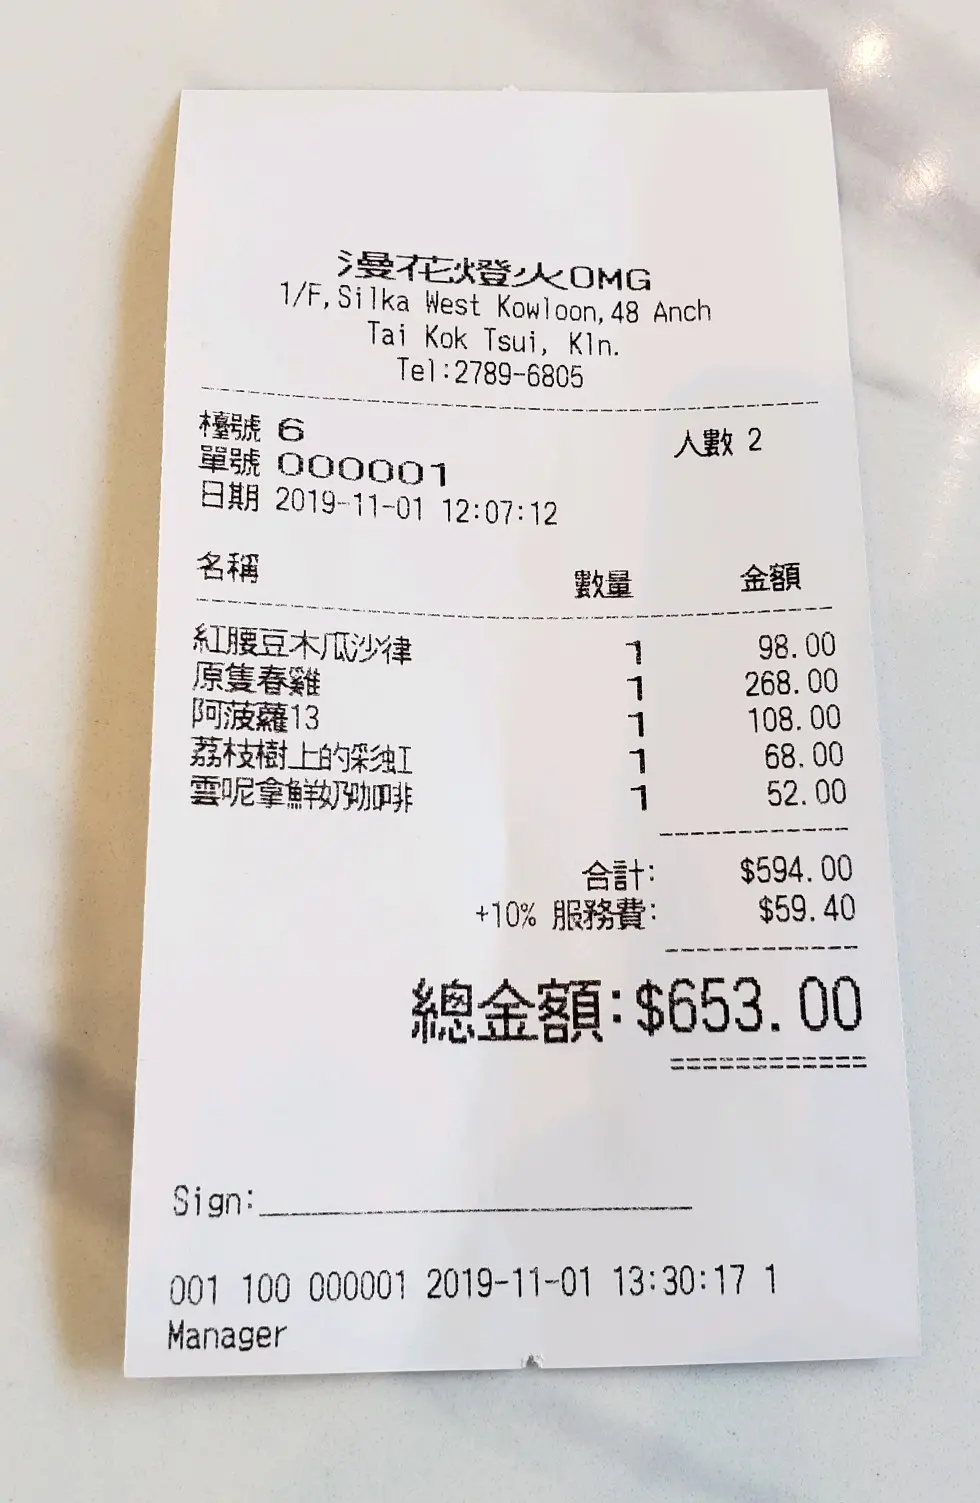 漫花燈火OMG
1/F,Silka West Kowloon,48 Anch
Tai Kok Tsui, Kln.
Tel:2789-6805
檯號 6 人數 2
單號 000001
日期 2019-11-01 12:07:12
名稱 數量 金額
紅腰豆木瓜沙律 1 98.00
原隻春雞 1 268.00
阿菠蘿13 1 108.00
荔枝樹上的彩虹 1 68.00
雲呢拿鮮奶咖啡 1 52.00
合計: $594.00
+10% 服務費: $59.40
總金額:$653.00
Sign:
001 100 000001 2019-11-01 13:30:17 1
Manager